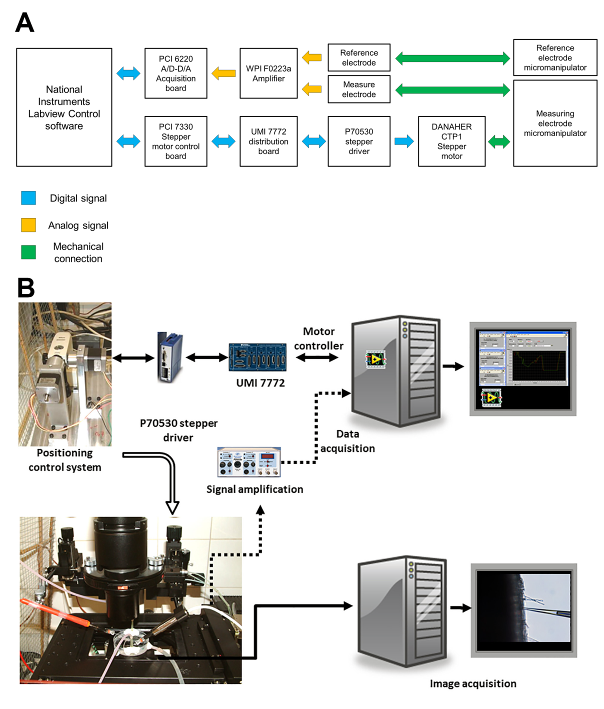 A
National
Instruments
Labview Control
software
PCI 6220
A/D-D/A
Acquisition
board
WPI F0223a
Amplifier
Reference
electrode
Measure
electrode
Reference
electrode
micromanipulator
Measuring
electrode
micromanipulator
PCI 7330
Stepper
motor control
board
UMI 7772
distribution
board
P70530
stepper
driver
DANAHER
CTP1
Stepper
motor
Digital signal
Analog signal
Mechanical
connection
B
Motor
controller
UMI 7772
P70530 stepper
driver
Positioning
control system
Data
acquisition
Signal amplification
Image acquisition